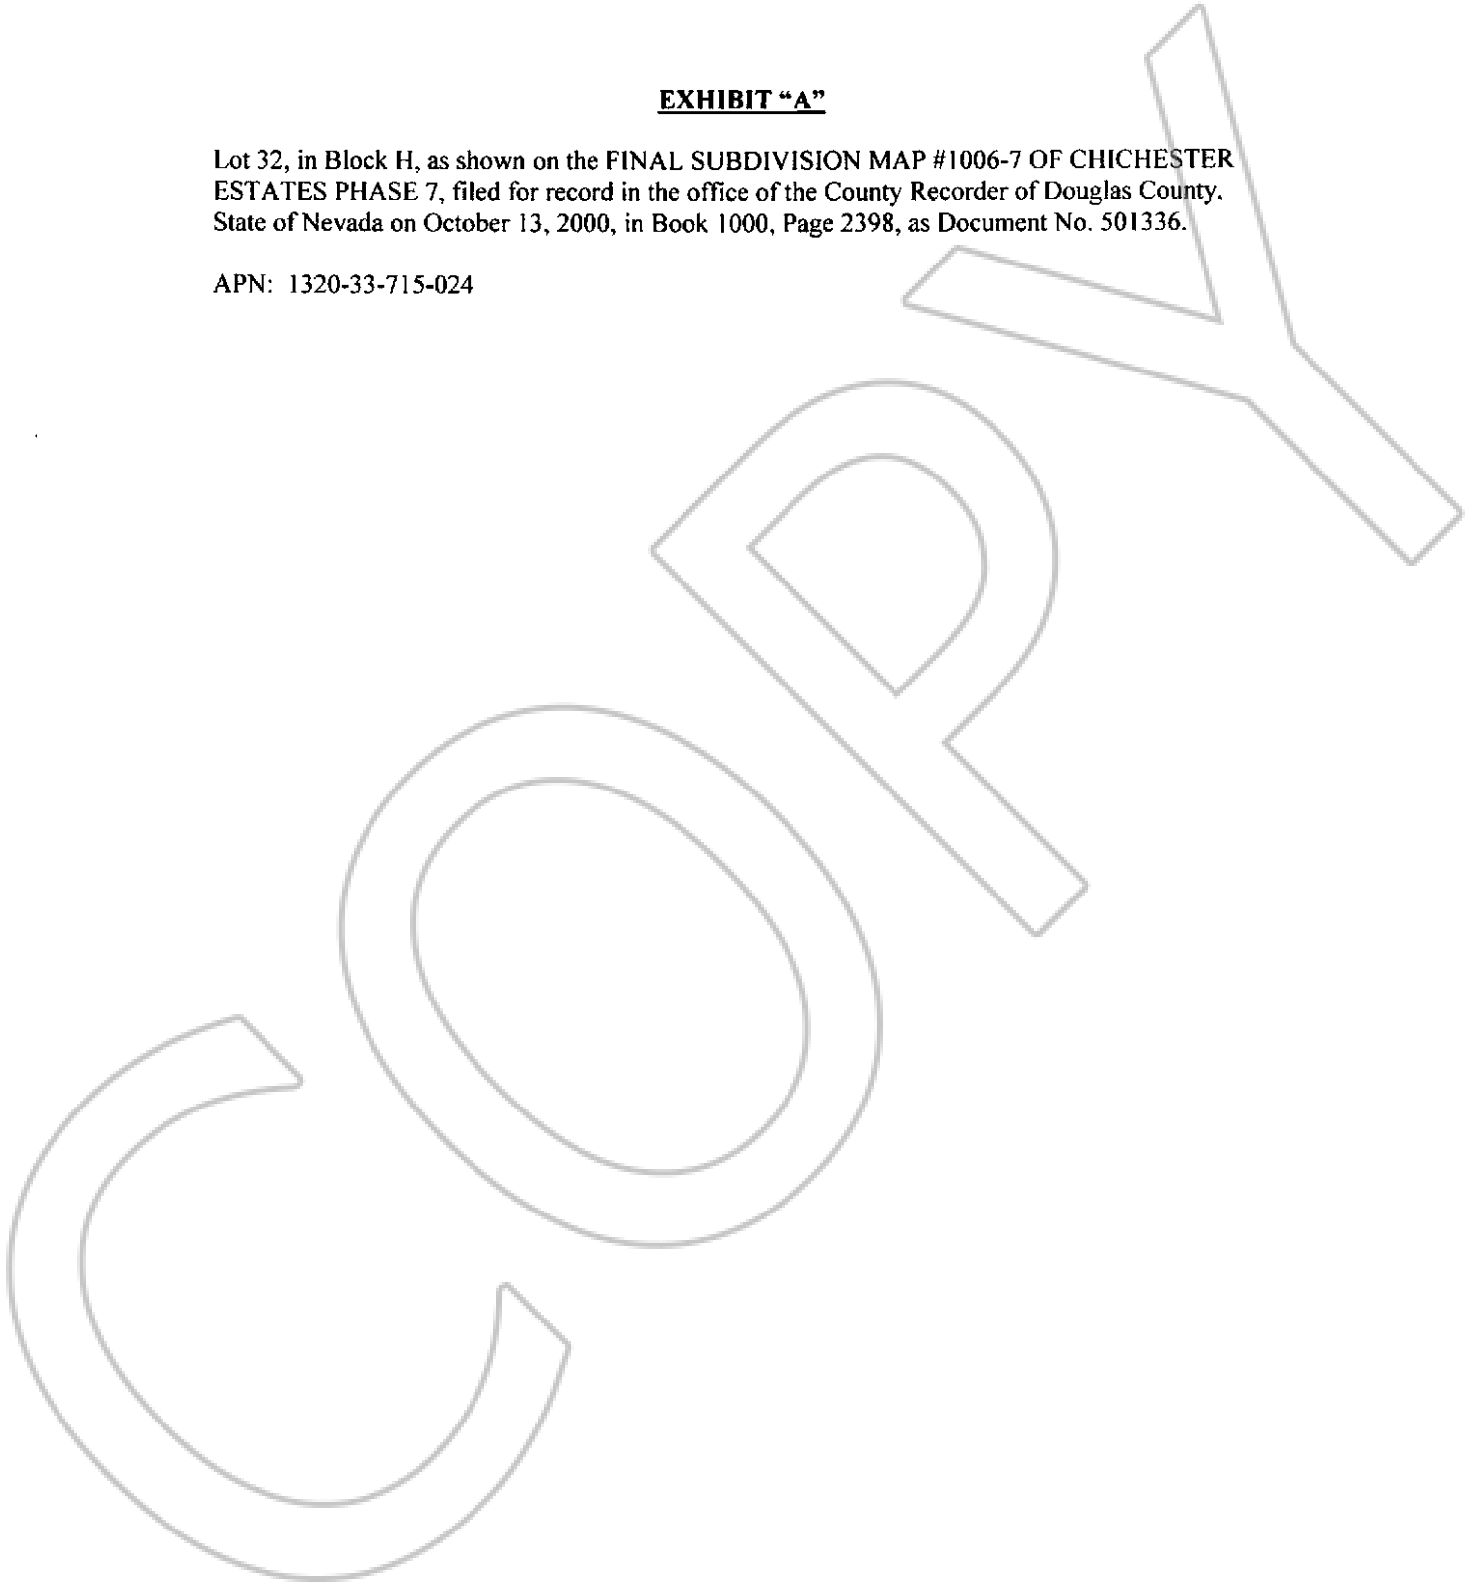 EXHIBIT “A”
Lot 32, in Block H, as shown on the FINAL SUBDIVISION MAP #1006-7 OF CHICHESTER
ESTATES PHASE 7, filed for record in the office of the County Recorder of Douglas County.
State of Nevada on October 13, 2000, in Book 1000, Page 2398, as Document No. 501336.
APN: 1320-33-715-024
COPY